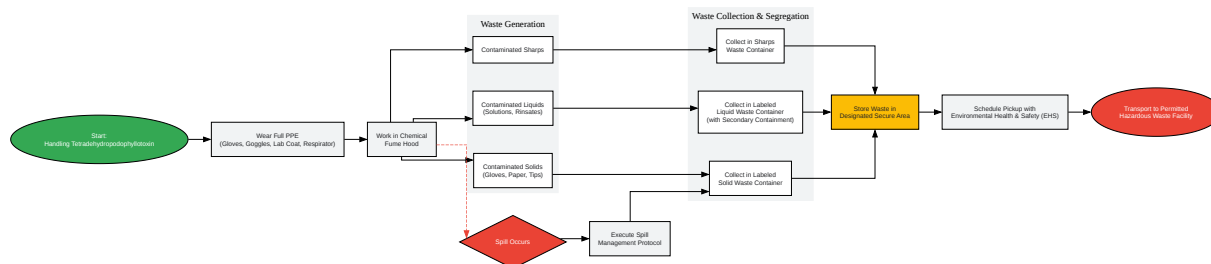 Waste Generation
Waste Collection & Segregation
Start:
Handling Tetradehydropodophyllotoxin
Wear Full PPE
(Gloves, Goggles, Lab Coat, Respirator)
Work in Chemical
Fume Hood
Contaminated Sharps
Contaminated Liquids
(Solutions, Rinsates)
Contaminated Solids
(Gloves, Paper, Tips)
Spill Occurs
Execute Spill
Management Protocol
Collect in Sharps
Waste Container
Collect in Labeled
Liquid Waste Container
(with Secondary Containment)
Collect in Labeled
Solid Waste Container
Store Waste in
Designated Secure Area
Schedule Pickup with
Environmental Health & Safety (EHS)
Transport to Permitted
Hazardous Waste Facility